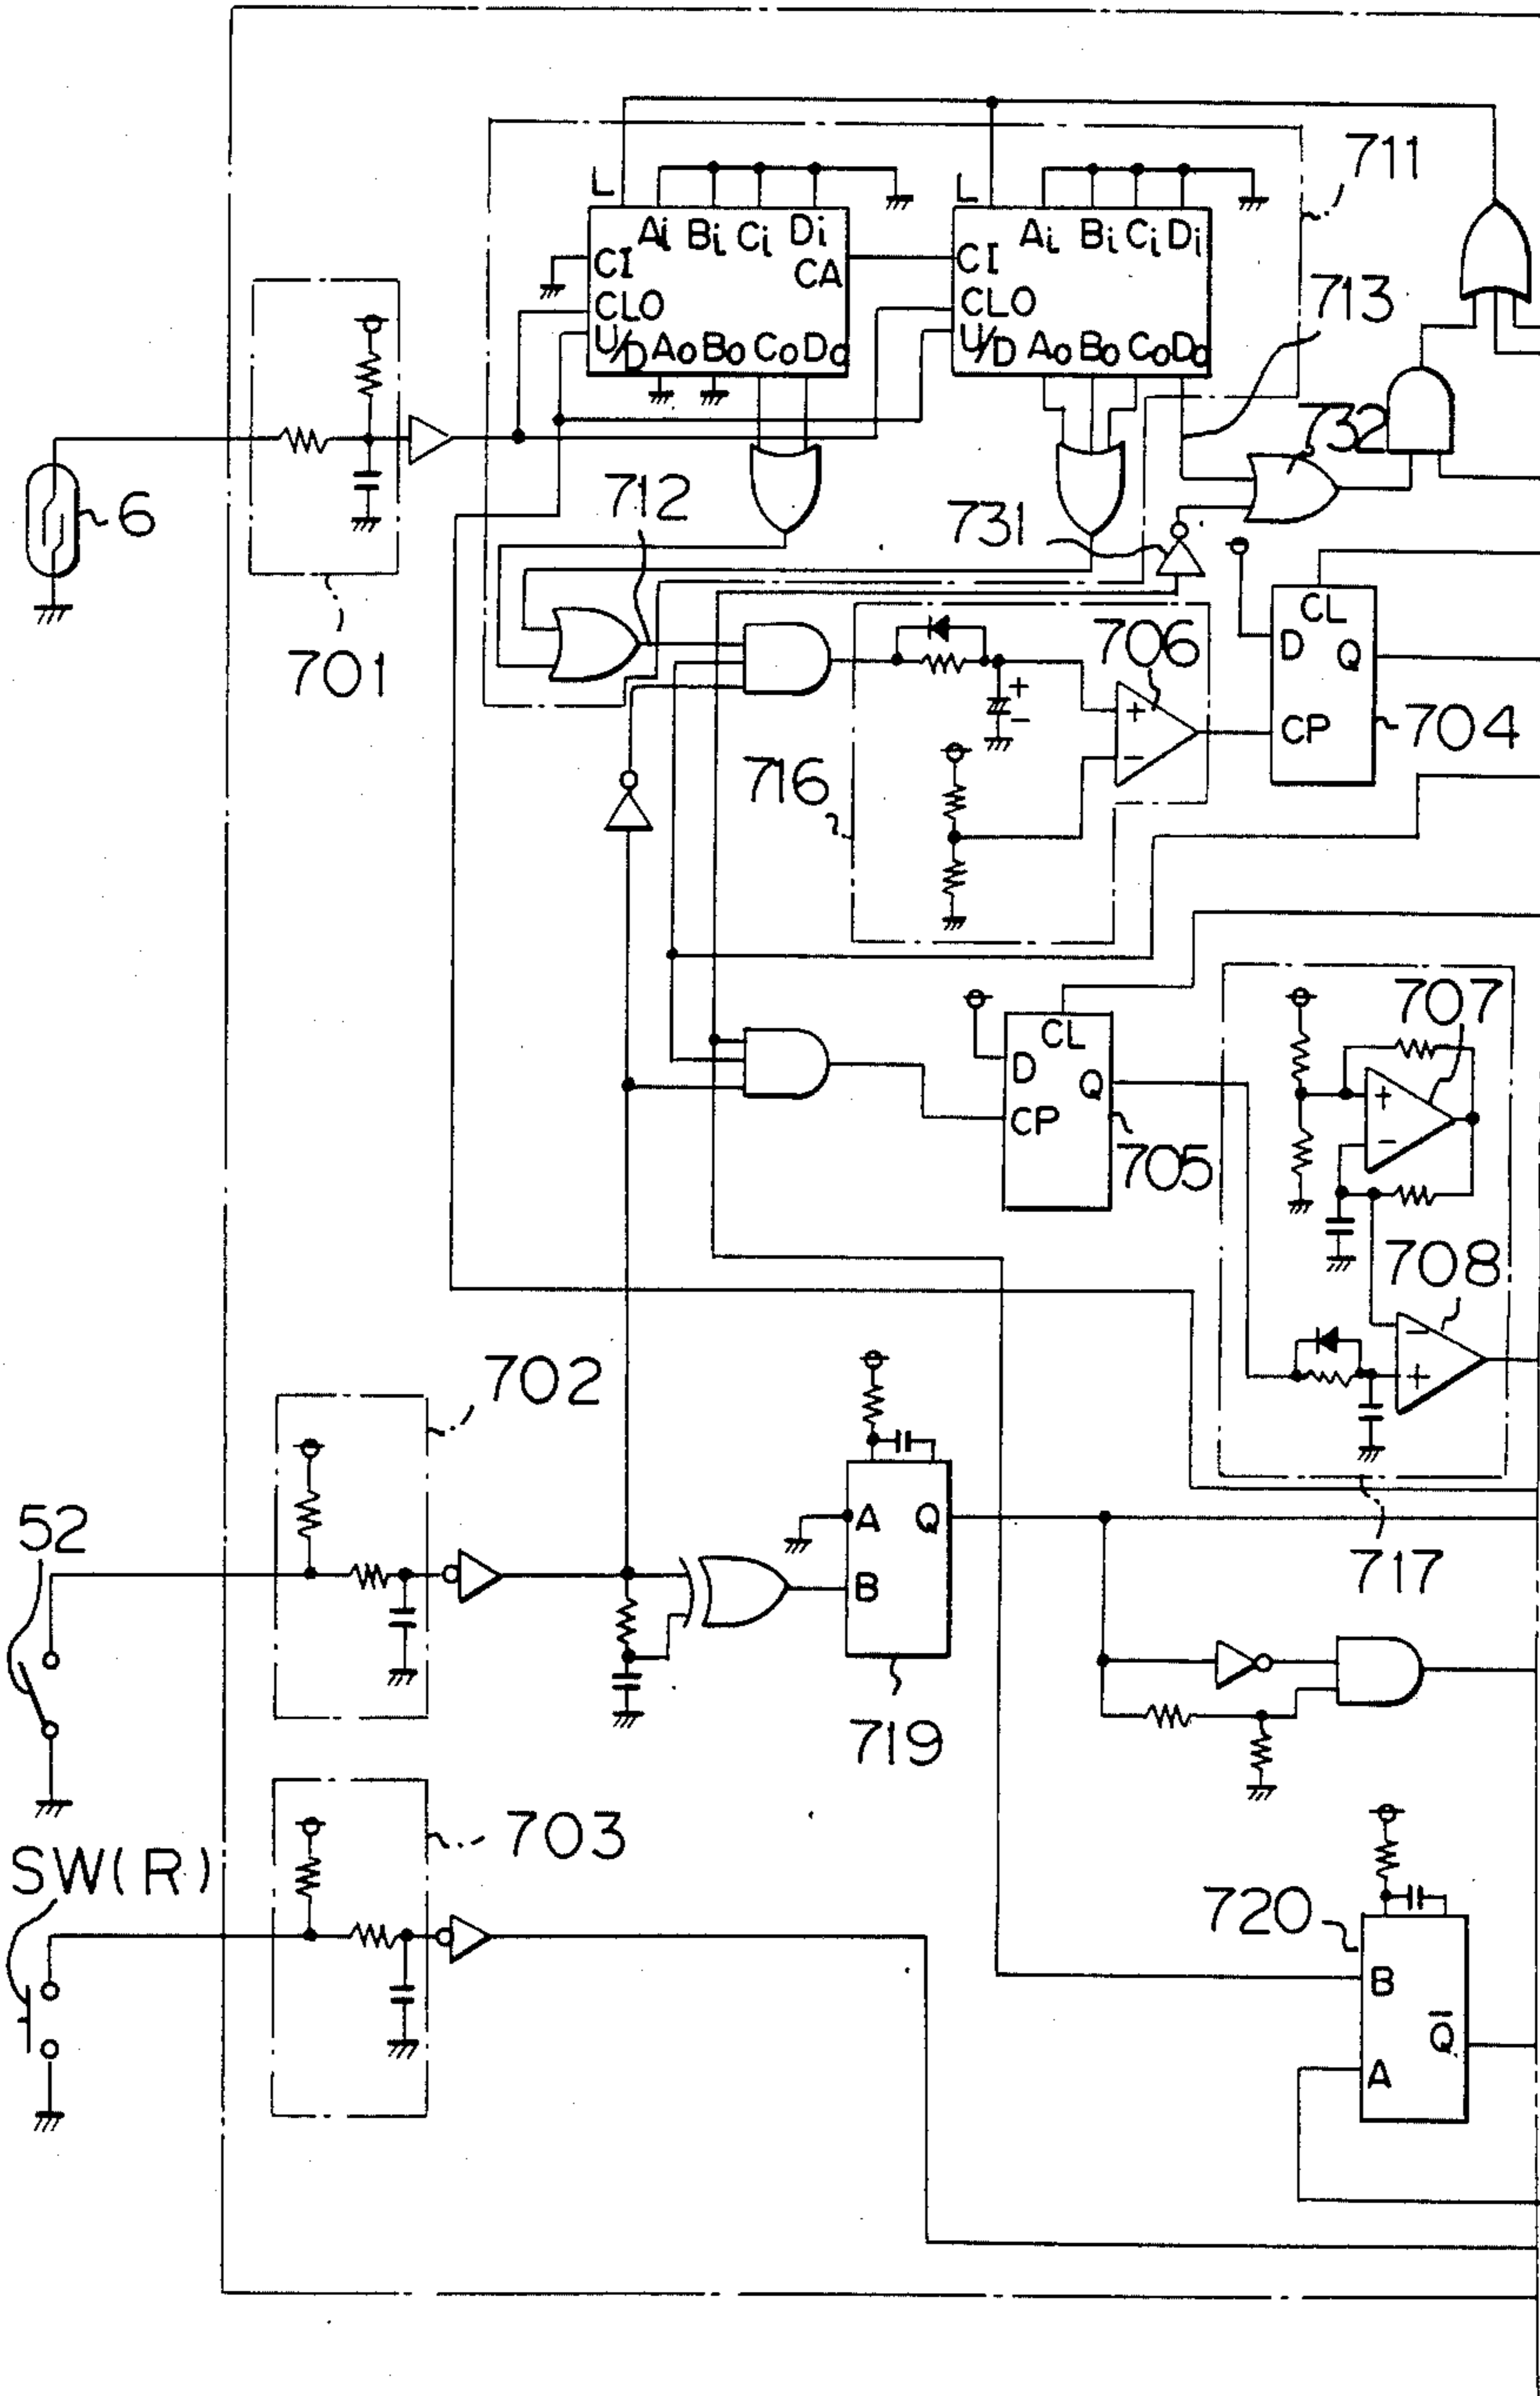 711
L
L
Ai Bi Ci Di
Ai Bi Ci Di
CI
CA
CI
CLO
CLO
713
U/D Ao Bo Co Do
U/D Ao Bo Co Do
732
712
731
6
701
706
CL
D
Q
+
-
+
-
CP
704
716
707
CL
D
Q
+
CP
-
705
708
-
702
+
52
A
Q
717
B
719
703
SW(R)
720
B
Q̅
A